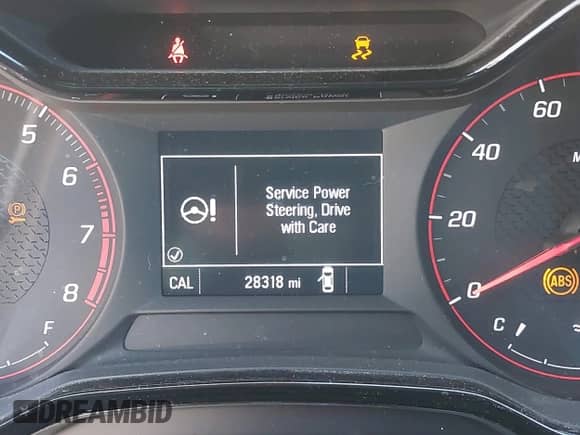 5
6
7
8
F
P
Service Power
Steering, Drive
with Care
CAL
28318 mi
60
40
20
0
M
ABS
C
DREAMBID